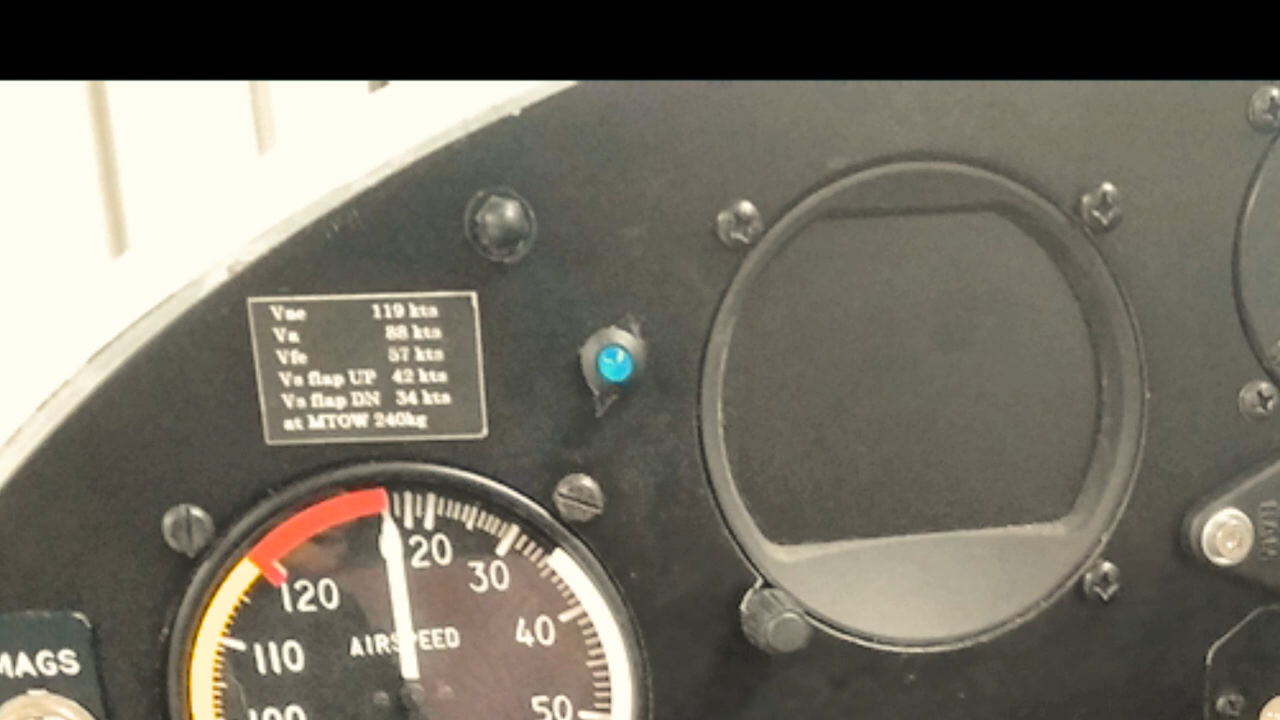 Vne 119 kts
Va 88 kts
Vfe 57 kts
Vs flap UP 42 kts
Vs flap DN 34 kts
at MTOW 240kg
20
30
120
40
AIRSPEED
110
MAGS
50
100